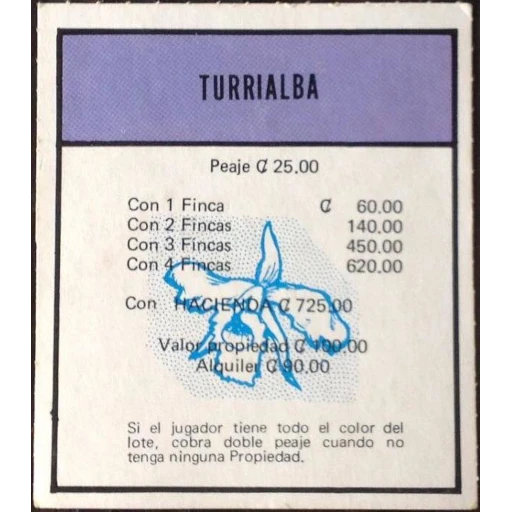 TURRIALBA
Peaje ₡ 25.00
Con 1 Finca ₡ 60.00
Con 2 Fincas 140.00
Con 3 Fincas 450.00
Con 4 Fincas 620.00
Con HACIENDA ₡ 725.00
Valor propiedad ₡ 100.00
Alquiler ₡ 90.00
Si el jugador tiene todo el color del
lote, cobra doble peaje cuando no
tenga ninguna Propiedad.